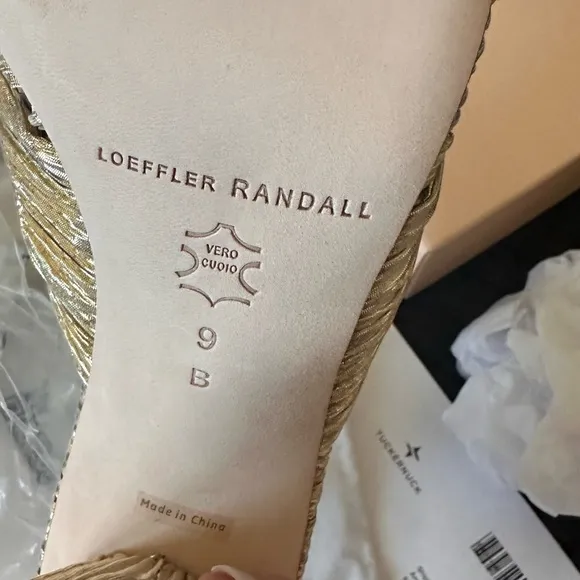 LOEFFLER RANDALL
VERO
CUOIO
9
B
Made in China
TUCKERNUCK